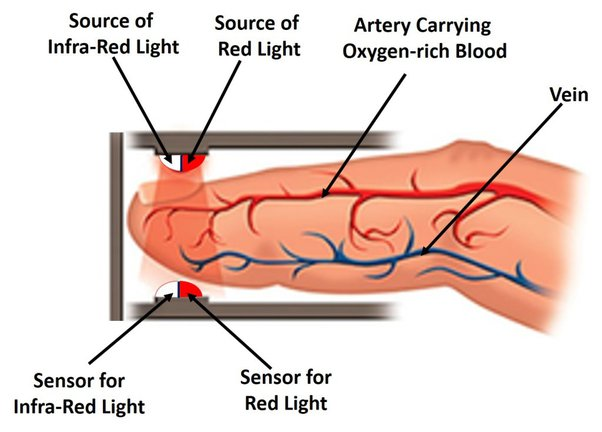 Source of
Infra-Red Light
Source of
Red Light
Artery Carrying
Oxygen-rich Blood
Vein
Sensor for
Infra-Red Light
Sensor for
Red Light